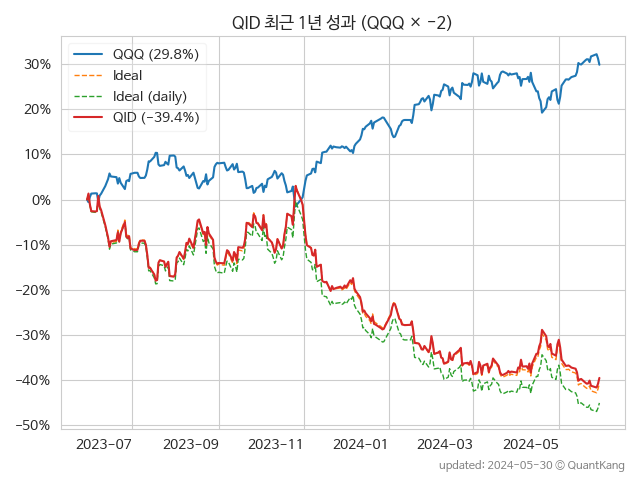 QID 최근 1년 성과 (QQQ × −2)
QQQ (29.8%)
Ideal
Ideal (daily)
QID (−39.4%)
30%
20%
10%
0%
−10%
−20%
−30%
−40%
−50%
2023-07 2023-09 2023-11 2024-01 2024-03 2024-05
updated: 2024-05-30 © QuantKang